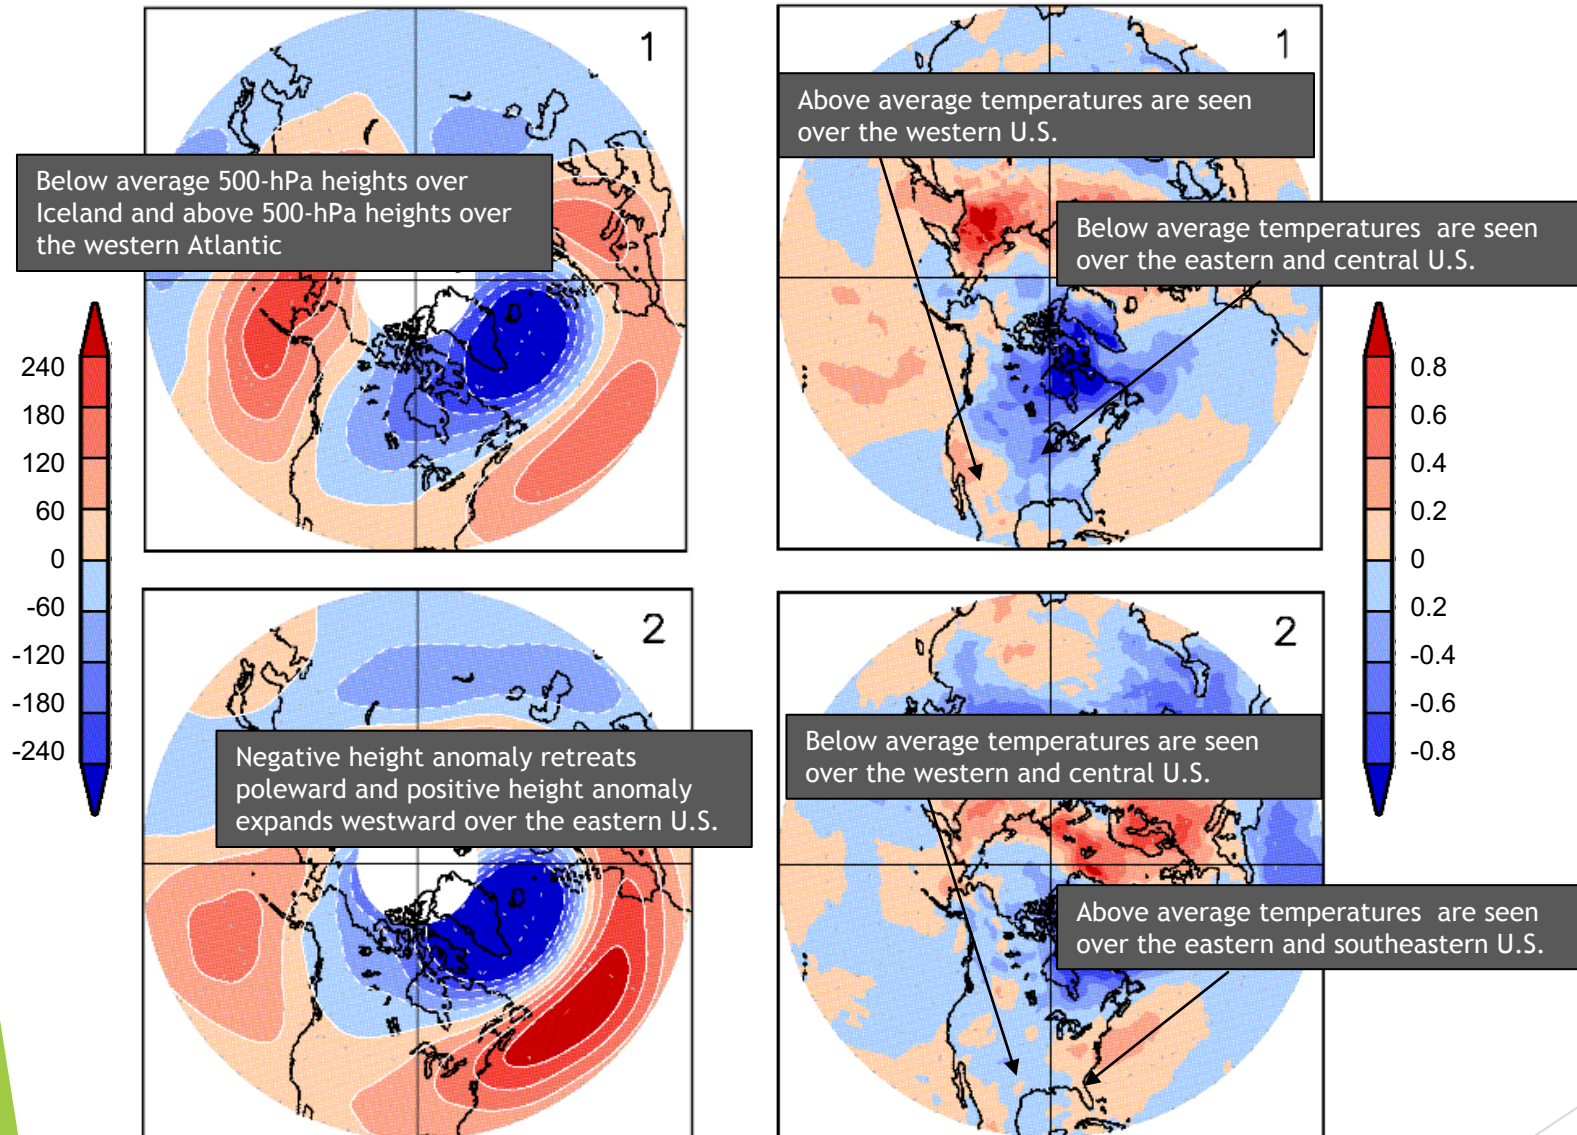 1
Below average 500-hPa heights over
Iceland and above 500-hPa heights over
the western Atlantic
240
180
120
60
0
-60
-120
-180
-240
1
Above average temperatures are seen
over the western U.S.
Below average temperatures  are seen
over the eastern and central U.S.
0.8
0.6
0.4
0.2
0
0.2
-0.4
-0.6
-0.8
2
Negative height anomaly retreats
poleward and positive height anomaly
expands westward over the eastern U.S.
2
Below average temperatures are seen
over the western and central U.S.
Above average temperatures  are seen
over the eastern and southeastern U.S.